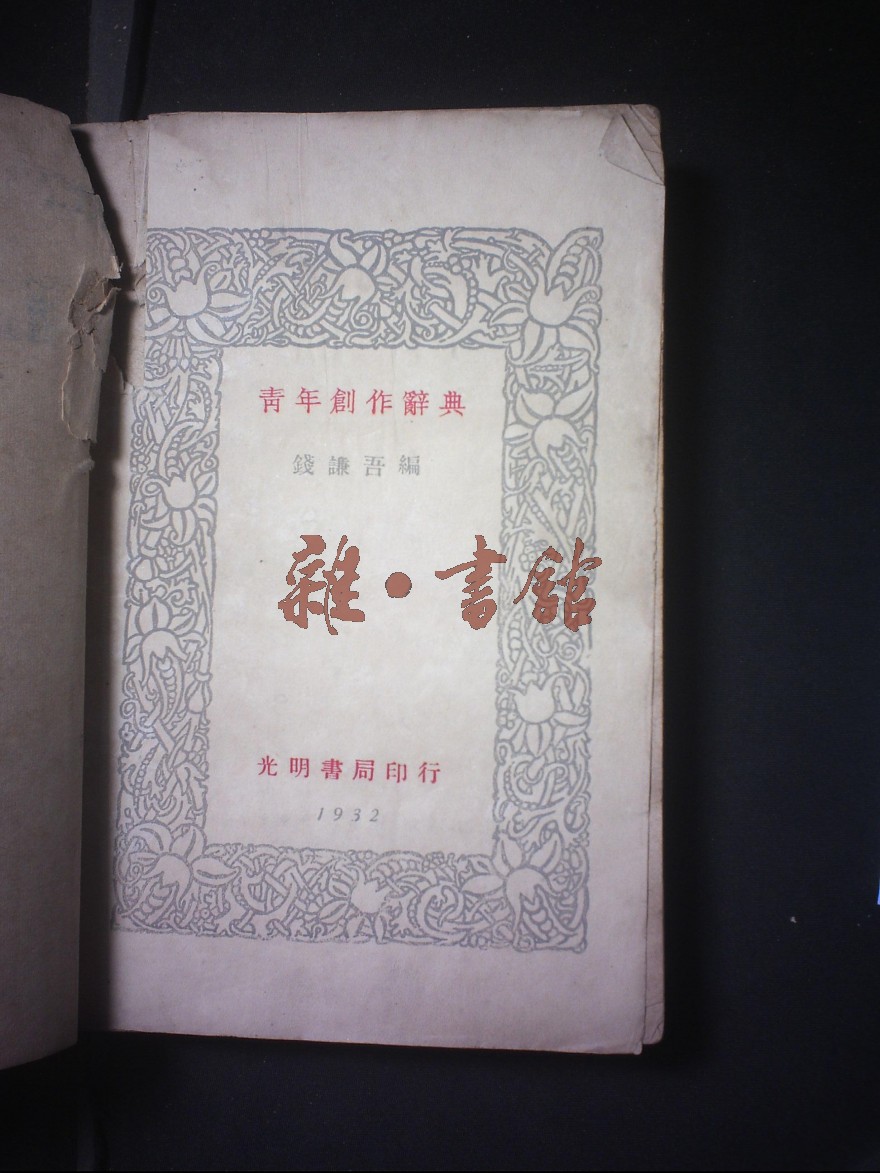 靑年創作辭典
錢謙吾編
雜·書館
光明書局印行
1932